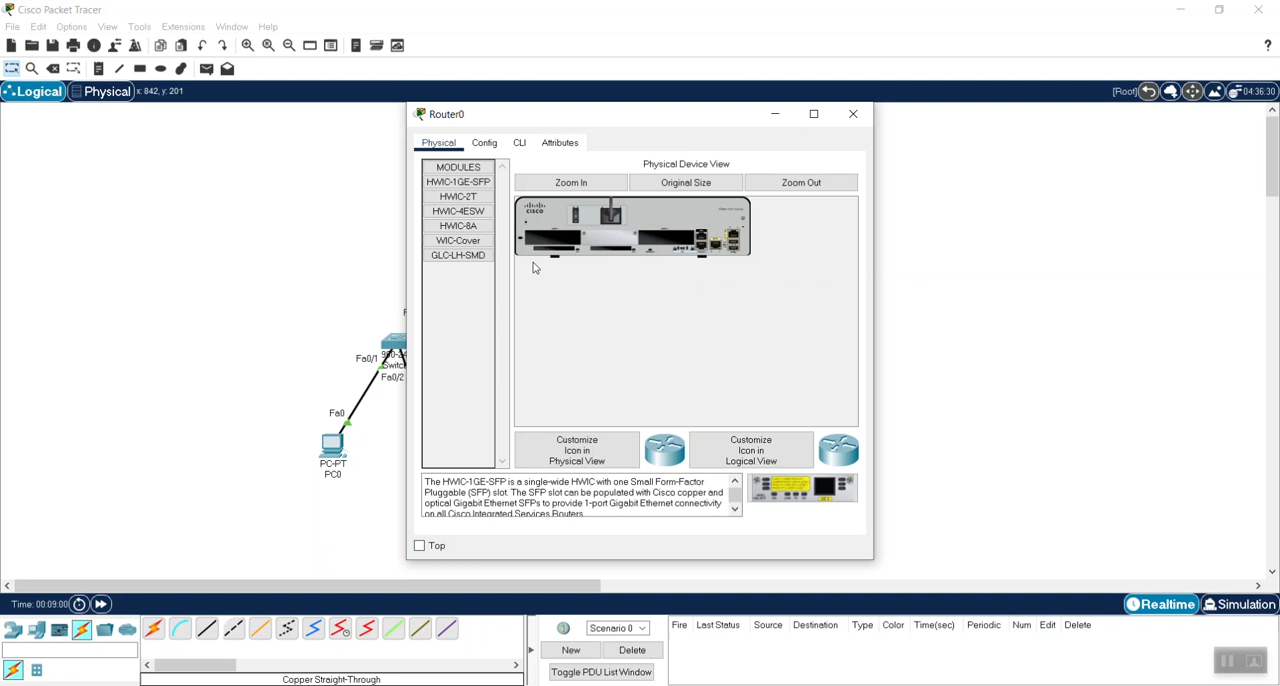 Cisco Packet Tracer
File Edit Options View Tools Extensions Window Help
Logical Physical x: 842, y: 201 [Root] 04:36:30
Router0
Physical Config CLI Attributes
MODULES
HWIC-1GE-SFP
HWIC-2T
HWIC-4ESW
HWIC-8A
WIC-Cover
GLC-LH-SMD
Physical Device View
Zoom In Original Size Zoom Out
CISCO
Customize
Icon in
Physical View
Customize
Icon in
Logical View
The HWIC-1GE-SFP is a single-wide HWIC with one Small Form-Factor
Pluggable (SFP) slot. The SFP slot can be populated with Cisco copper and
optical Gigabit Ethernet SFPs to provide 1-port Gigabit Ethernet connectivity
on all Cisco Integrated Services Routers
Top
Fa0/1
Switc
Fa0/2
Fa0
PC-PT
PC0
Time: 00:09:00 Realtime Simulation
Scenario 0
New Delete
Toggle PDU List Window
Fire Last Status Source Destination Type Color Time(sec) Periodic Num Edit Delete
Copper Straight-Through